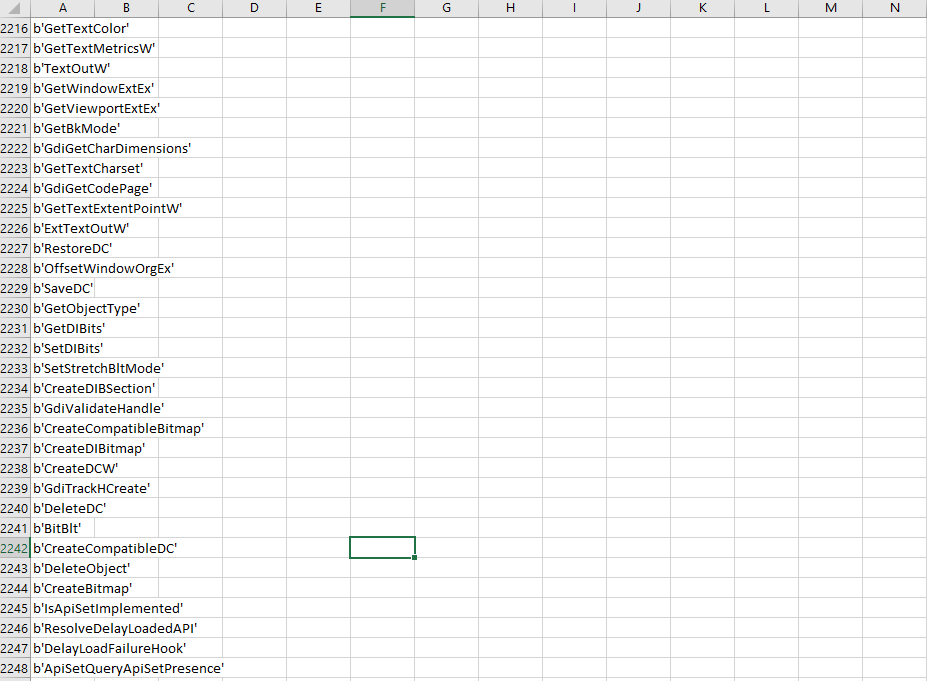 A B C D E F G H I J K L M N
2216 b'GetTextColor'
2217 b'GetTextMetricsW'
2218 b'TextOutW'
2219 b'GetWindowExtEx'
2220 b'GetViewportExtEx'
2221 b'GetBkMode'
2222 b'GdiGetCharDimensions'
2223 b'GetTextCharset'
2224 b'GdiGetCodePage'
2225 b'GetTextExtentPointW'
2226 b'ExtTextOutW'
2227 b'RestoreDC'
2228 b'OffsetWindowOrgEx'
2229 b'SaveDC'
2230 b'GetObjectType'
2231 b'GetDIBits'
2232 b'SetDIBits'
2233 b'SetStretchBltMode'
2234 b'CreateDIBSection'
2235 b'GdiValidateHandle'
2236 b'CreateCompatibleBitmap'
2237 b'CreateDIBitmap'
2238 b'CreateDCW'
2239 b'GdiTrackHCreate'
2240 b'DeleteDC'
2241 b'BitBlt'
2242 b'CreateCompatibleDC'
2243 b'DeleteObject'
2244 b'CreateBitmap'
2245 b'IsApiSetImplemented'
2246 b'ResolveDelayLoadedAPI'
2247 b'DelayLoadFailureHook'
2248 b'ApiSetQueryApiSetPresence'